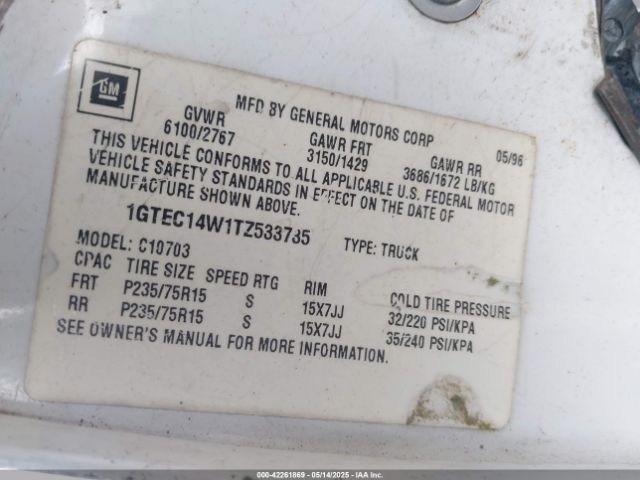 GM
MFD BY GENERAL MOTORS CORP 05/96
GVWR GAWR FRT GAWR RR
6100/2767 3150/1429 3686/1672 LB/KG
THIS VEHICLE CONFORMS TO ALL APPLICABLE U.S. FEDERAL MOTOR
VEHICLE SAFETY STANDARDS IN EFFECT ON THE DATE OF
MANUFACTURE SHOWN ABOVE.
1GTEC14W1TZ533735 TYPE: TRUCK
MODEL: C10703
CPAC TIRE SIZE SPEED RTG RIM COLD TIRE PRESSURE
FRT P235/75R15 S 15X7JJ 32/220 PSI/KPA
RR P235/75R15 S 15X7JJ 35/240 PSI/KPA
SEE OWNER'S MANUAL FOR MORE INFORMATION.
000-42261869 05/14/2025 IAA, Inc.